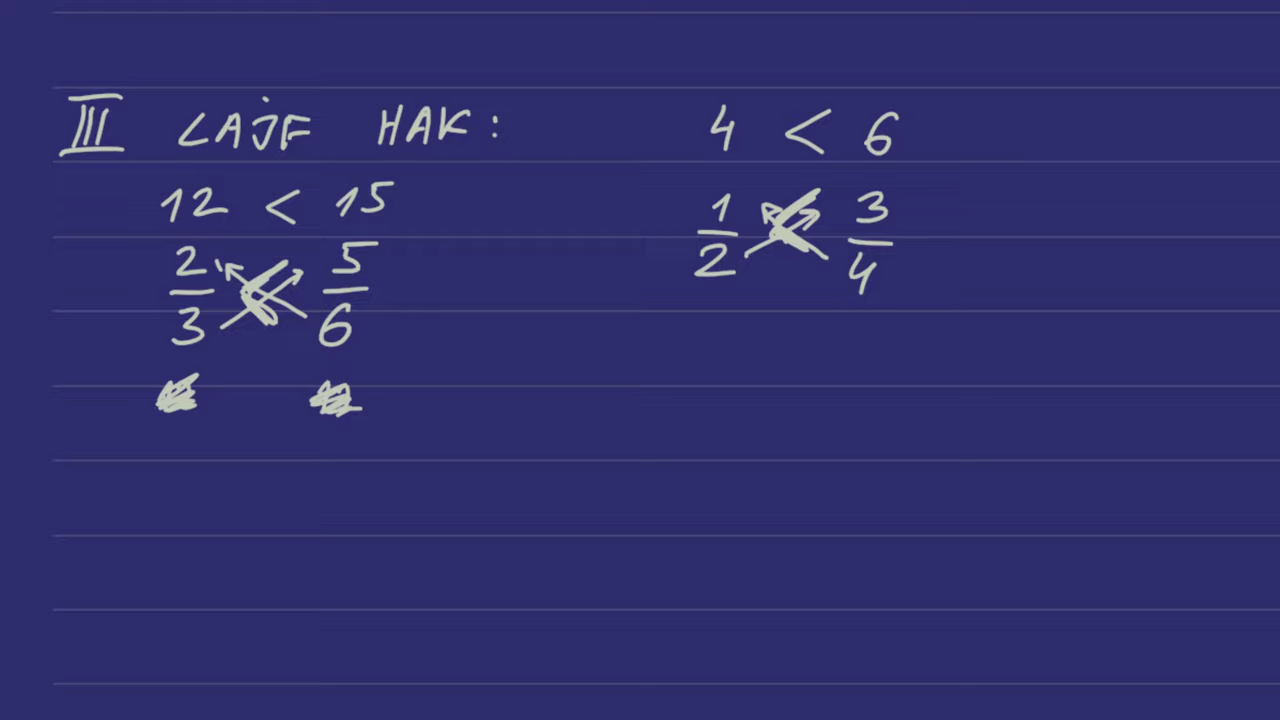 III LAJF HAK:
12 < 15
2/3 < 5/6
4 < 6
1/2 < 3/4